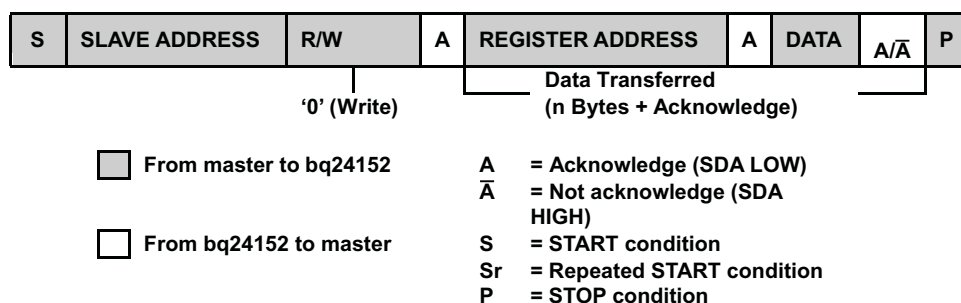 S SLAVE ADDRESS R/W A REGISTER ADDRESS A DATA A/A̅ P
‘0’ (Write)
Data Transferred
(n Bytes + Acknowledge)
From master to bq24152
From bq24152 to master
A = Acknowledge (SDA LOW)
A̅ = Not acknowledge (SDA
HIGH)
S = START condition
Sr = Repeated START condition
P = STOP condition